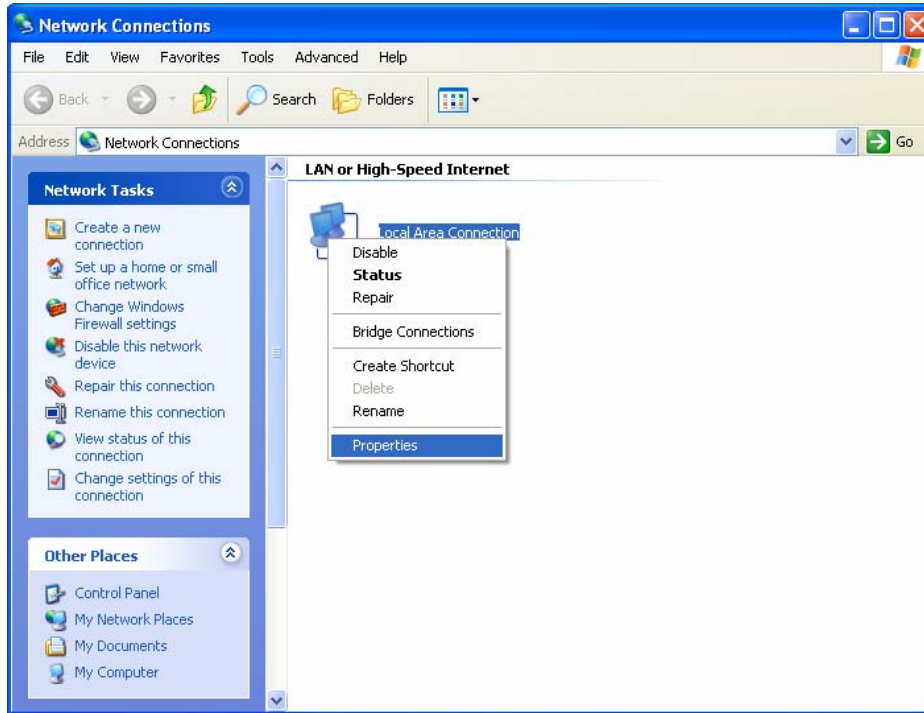 Network Connections
File Edit View Favorites Tools Advanced Help
Back Search Folders
Address Network Connections Go
Network Tasks
Create a new
connection
Set up a home or small
office network
Change Windows
Firewall settings
Disable this network
device
Repair this connection
Rename this connection
View status of this
connection
Change settings of this
connection
Other Places
Control Panel
My Network Places
My Documents
My Computer
LAN or High-Speed Internet
Local Area Connection
Disable
Status
Repair
Bridge Connections
Create Shortcut
Delete
Rename
Properties